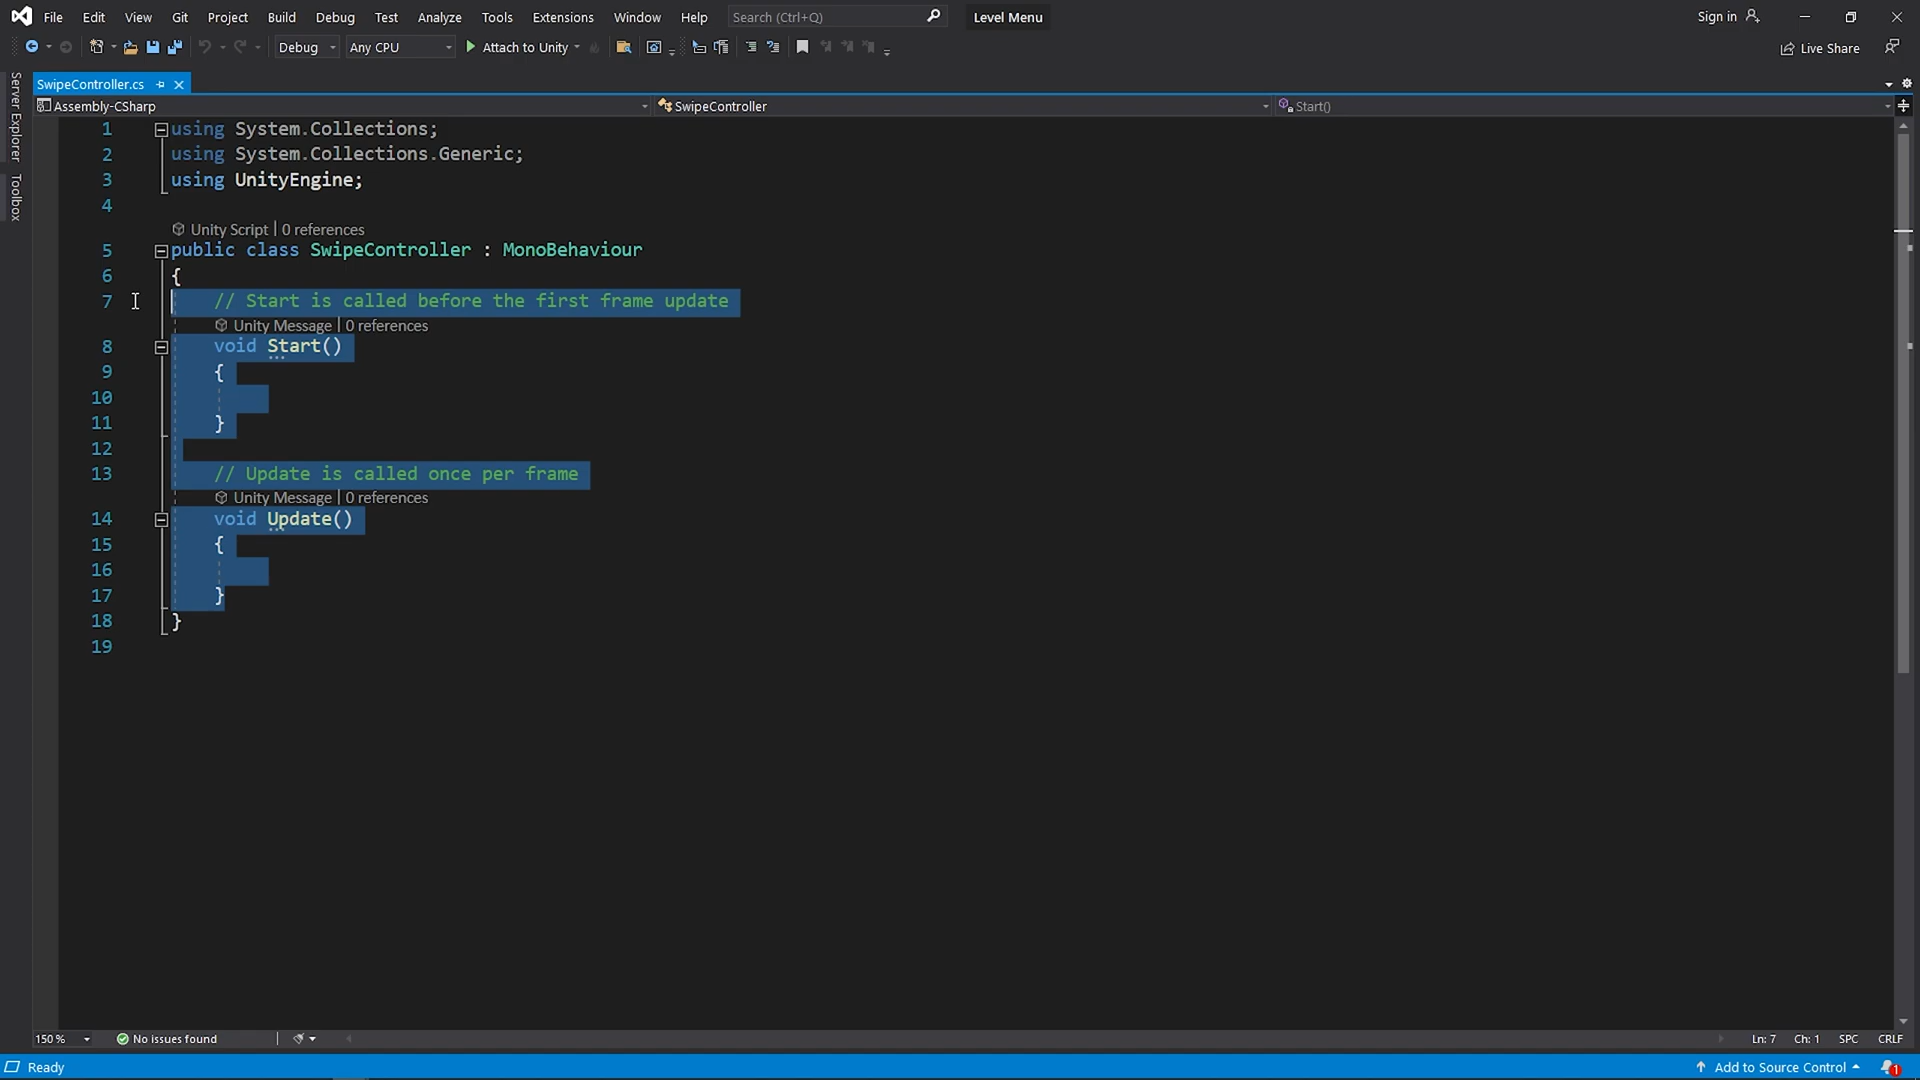 File Edit View Git Project Build Debug Test Analyze Tools Extensions Window Help Search (Ctrl+Q) Level Menu Sign in
Debug Any CPU Attach to Unity Live Share
SwipeController.cs
Assembly-CSharp SwipeController Start()
Server Explorer
Toolbox
1 using System.Collections;
2 using System.Collections.Generic;
3 using UnityEngine;
4
Unity Script | 0 references
5 public class SwipeController : MonoBehaviour
6 {
7 // Start is called before the first frame update
Unity Message | 0 references
8 void Start()
9 {
10
11 }
12
13 // Update is called once per frame
Unity Message | 0 references
14 void Update()
15 {
16
17 }
18 }
19
150 % No issues found Ln: 7 Ch: 1 SPC CRLF
Ready Add to Source Control 1